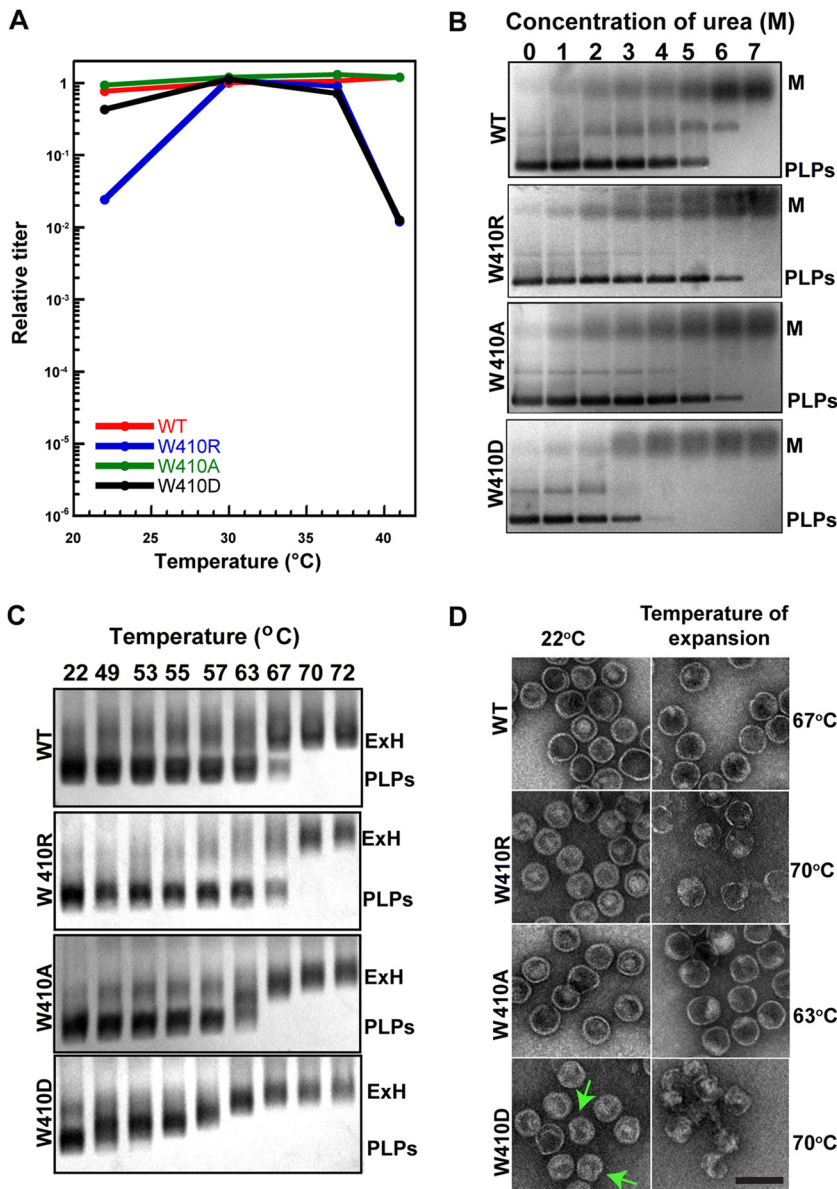 A
1
10-1
10-2
10-3
10-4
10-5
10-6
Relative titer
WT
W410R
W410A
W410D
20 25 30 35 40
Temperature (°C)
B
Concentration of urea (M)
0 1 2 3 4 5 6 7
WT
M
PLPs
W410R
M
PLPs
W 410A
M
PLPs
W410D
M
PLPs
C
Temperature (°C)
22 49 53 55 57 63 67 70 72
WT
ExH
PLPs
W 410R
ExH
PLPs
W410A
ExH
PLPs
W410D
ExH
PLPs
D
22°C
Temperature of
expansion
WT
67°C
W410R
70°C
W410A
63°C
W410D
70°C